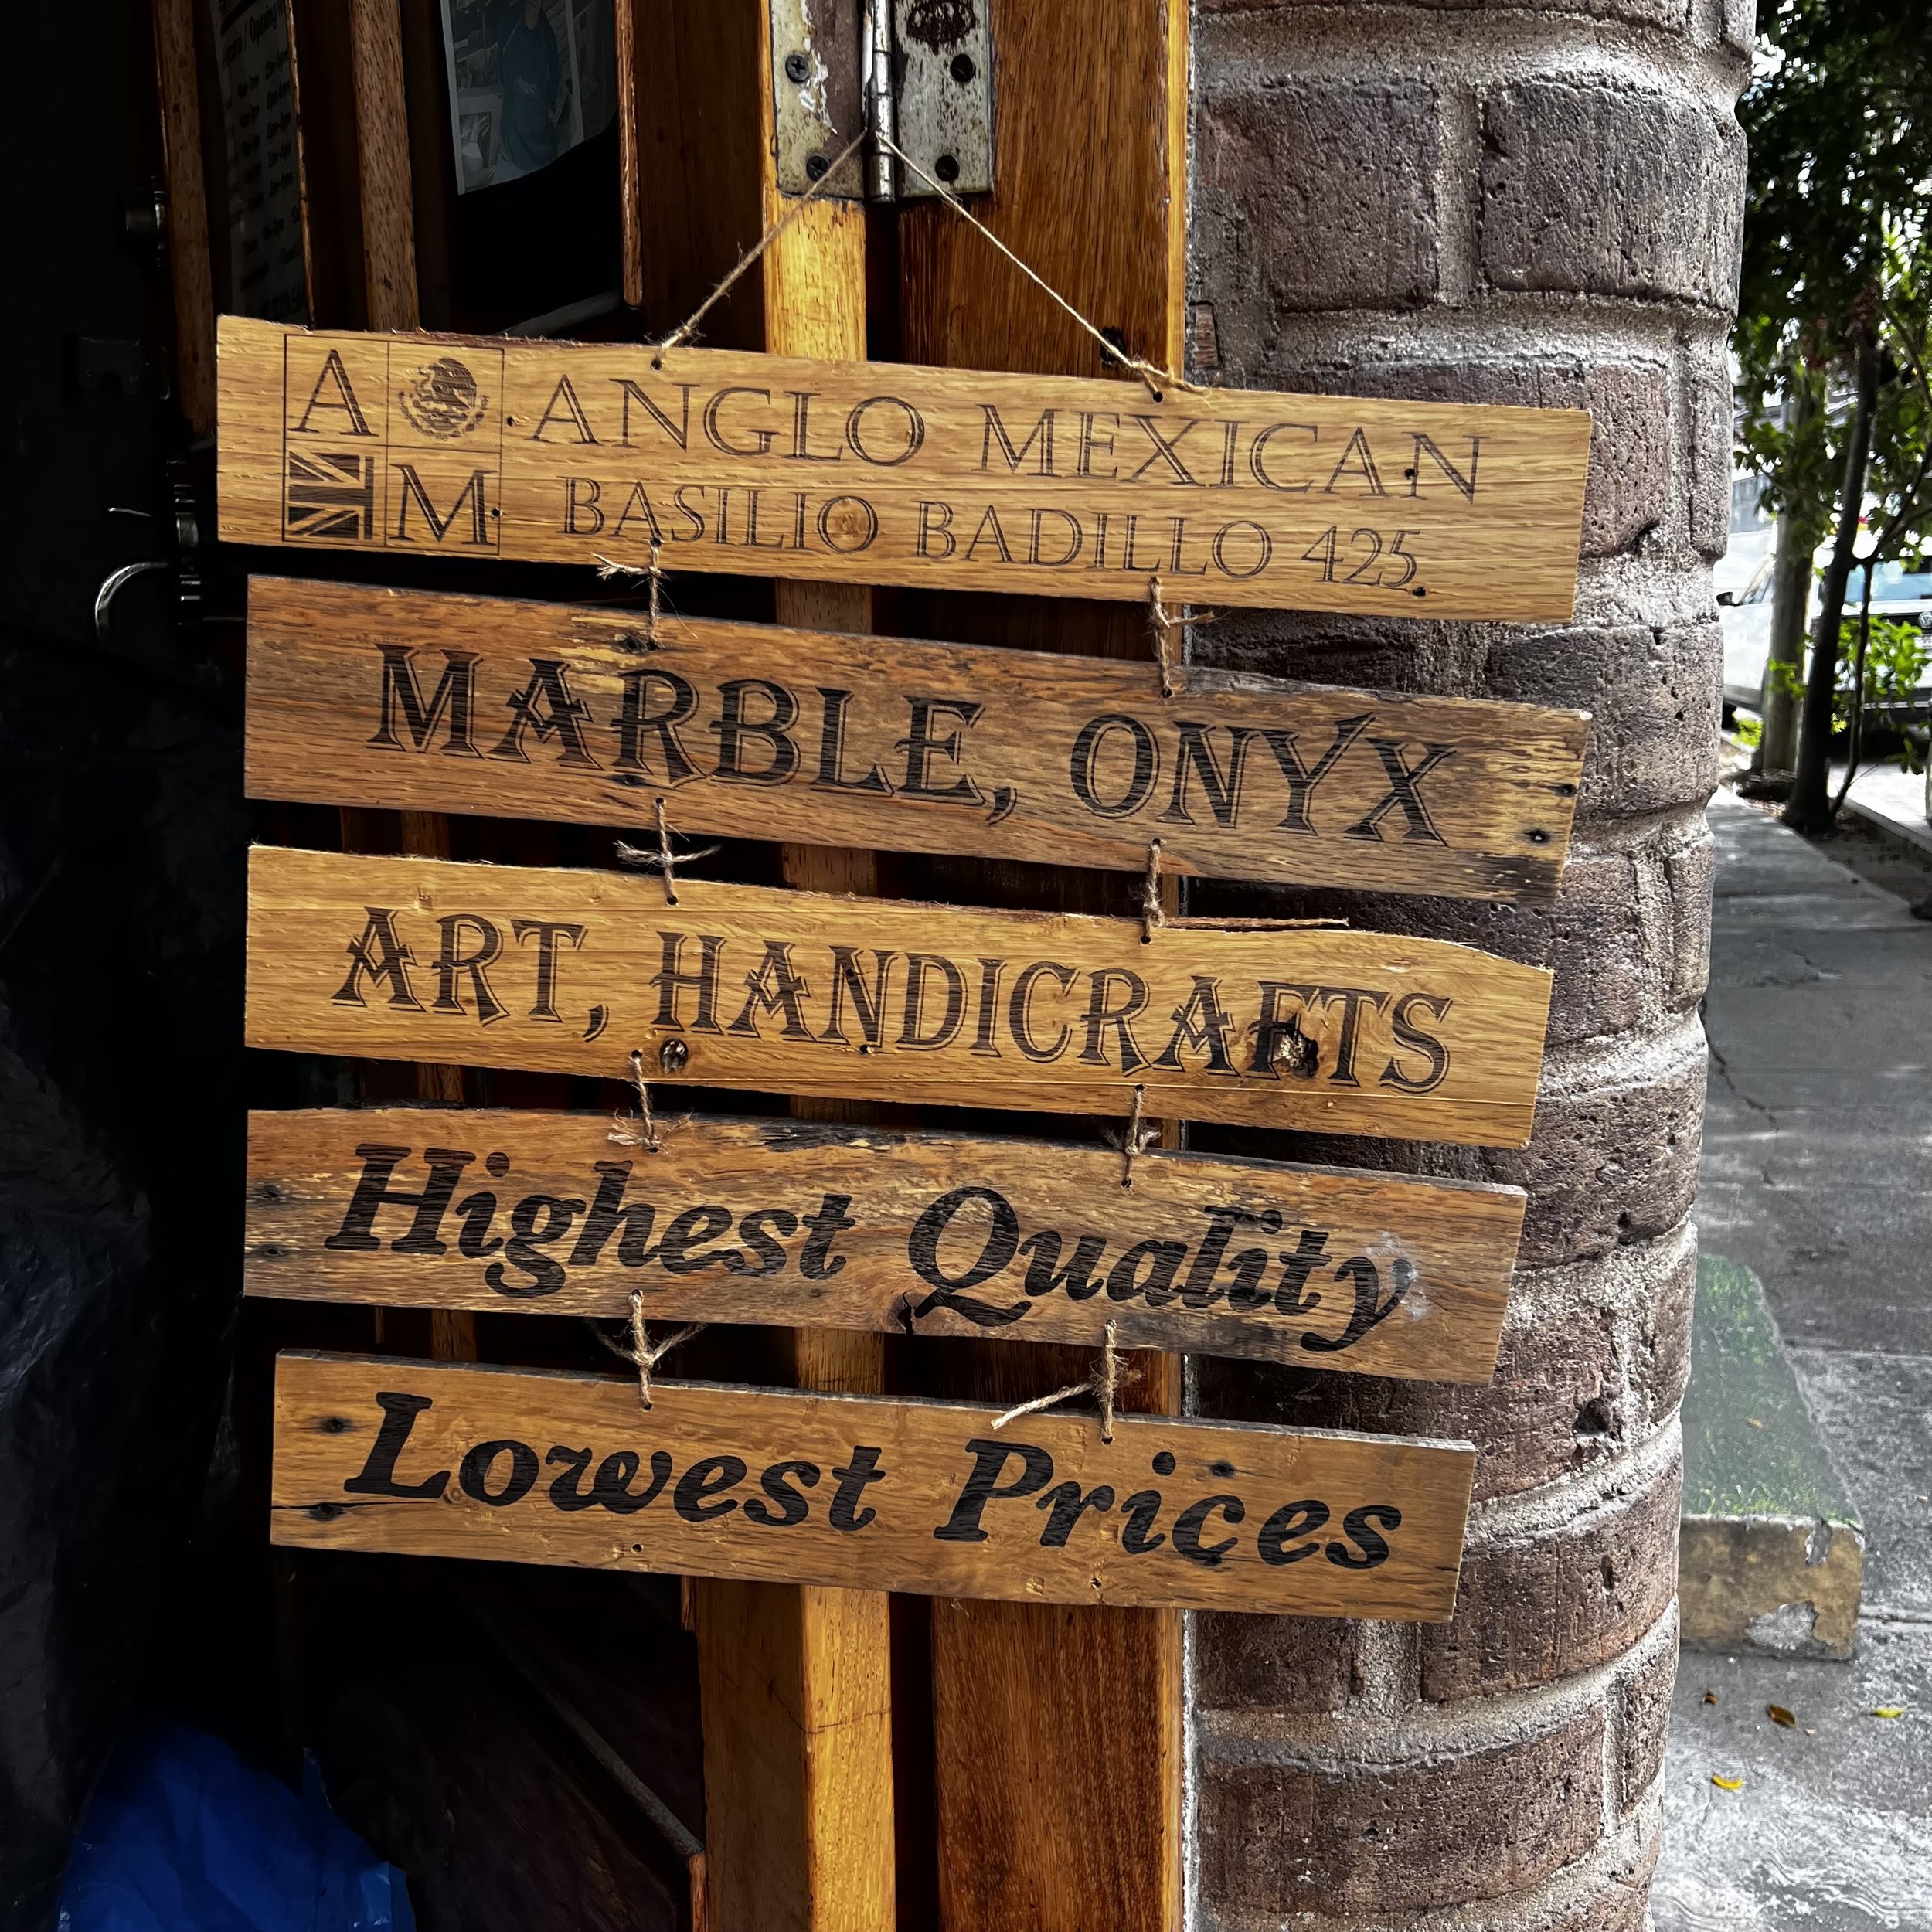 A
M
ANGLO MEXICAN
BASILIO BADILLO 425.
MARBLE, ONYX
ART, HANDICRAFTS
Highest Quality
Lowest Prices